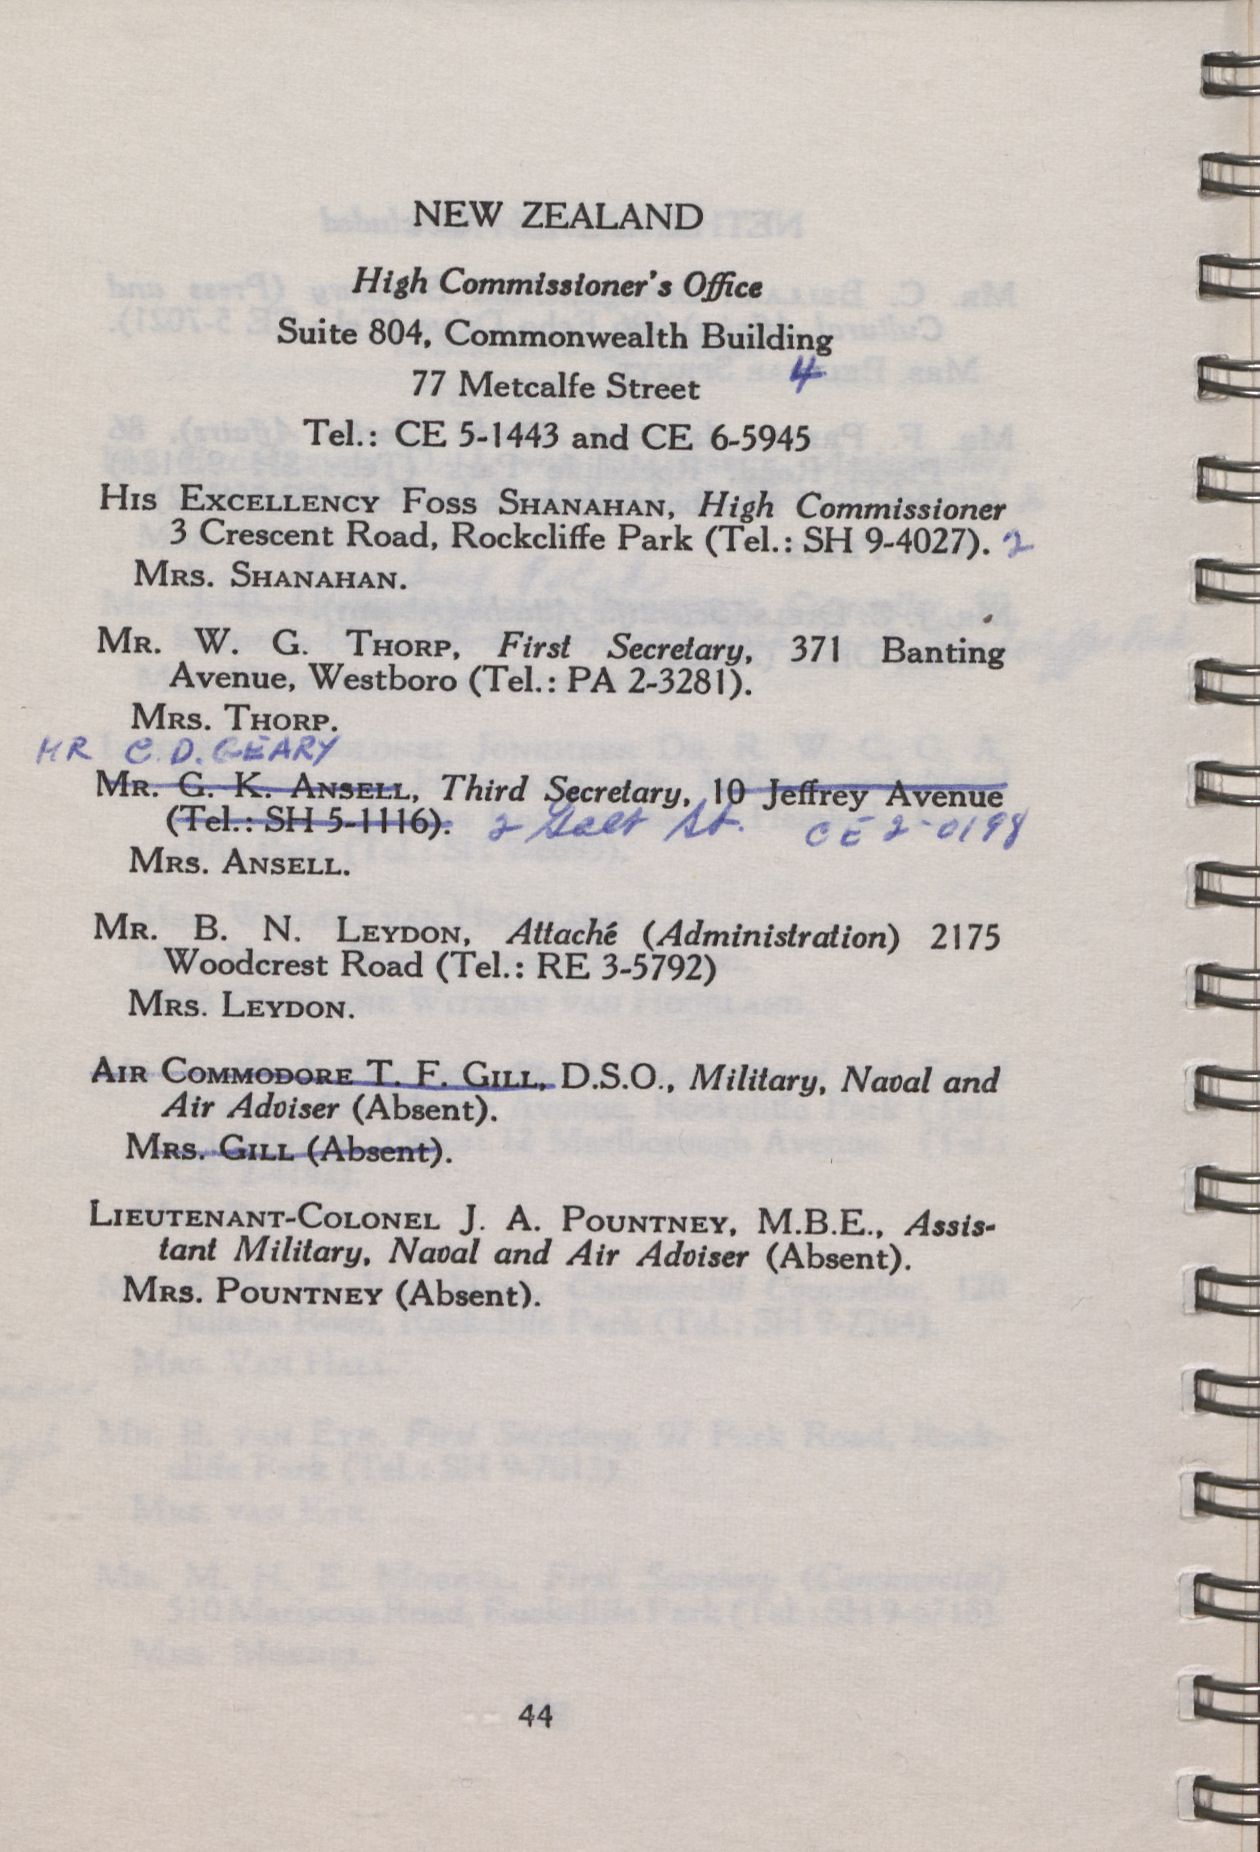 NEW ZEALAND
High Commissioner's Office
Suite 804, Commonwealth Building
77 Metcalfe Street 4
Tel.: CE 5-1443 and CE 6-5945
HIS EXCELLENCY FOSS SHANAHAN, High Commissioner
3 Crescent Road, Rockcliffe Park (Tel.: SH 9-4027). 2
MRS. SHANAHAN.
MR. W. G. THORP, First Secretary, 371 Banting
Avenue, Westboro (Tel.: PA 2-3281).
MRS. THORP.
MR C.D. GEARY
MR. G. K. ANSELL, Third Secretary, 10 Jeffrey Avenue
(Tel.: SH 5-1116). 2 Galt St. CE 2-0198
MRS. ANSELL.
MR. B. N. LEYDON, Attaché (Administration) 2175
Woodcrest Road (Tel.: RE 3-5792)
MRS. LEYDON.
AIR COMMODORE T. F. GILL, D.S.O., Military, Naval and
Air Adviser (Absent).
MRS. GILL (Absent).
LIEUTENANT-COLONEL J. A. POUNTNEY, M.B.E., Assis-
tant Military, Naval and Air Adviser (Absent).
MRS. POUNTNEY (Absent).
44